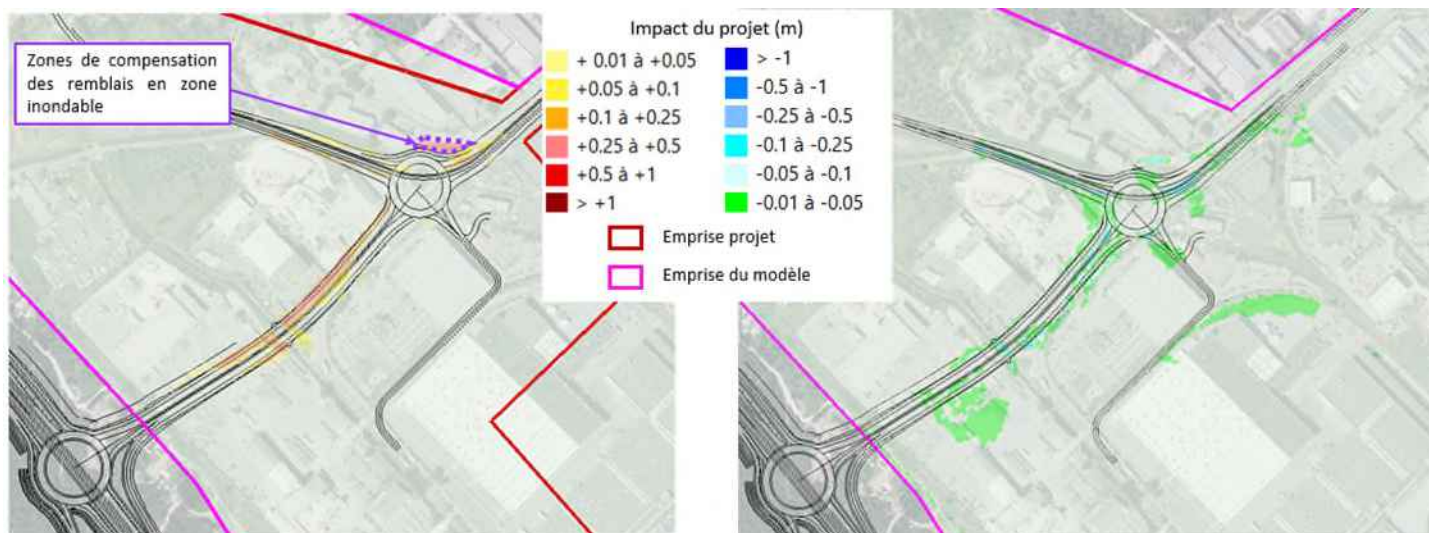 Zones de compensation
des remblais en zone
inondable
Impact du projet (m)
+ 0.01 à +0.05
+0.05 à +0.1
+0.1 à +0.25
+0.25 à +0.5
+0.5 à +1
> +1
> -1
-0.5 à -1
-0.25 à -0.5
-0.1 à -0.25
-0.05 à -0.1
-0.01 à -0.05
Emprise projet
Emprise du modèle